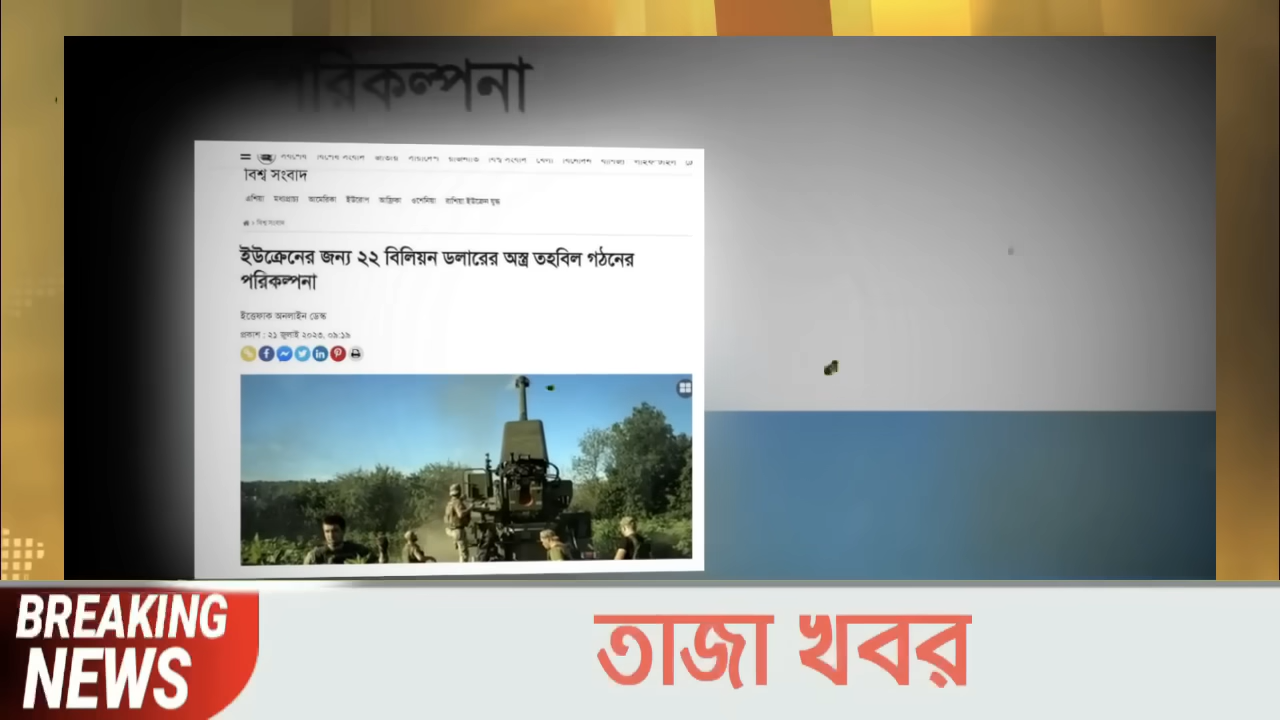 পরিকল্পনা
বিশ্ব সংবাদ
এশিয়া মধ্যপ্রাচ্য আমেরিকা ইউরোপ আফ্রিকা ওশেনিয়া রাশিয়া ইউক্রেন যুদ্ধ
বিশ্ব সংবাদ
ইউক্রেনের জন্য ২২ বিলিয়ন ডলারের অস্ত্র তহবিল গঠনের
পরিকল্পনা
ইত্তেফাক অনলাইন ডেস্ক
প্রকাশ : ২১ জুলাই ২০২৩, ০৯:১৯
BREAKING
NEWS
তাজা খবর